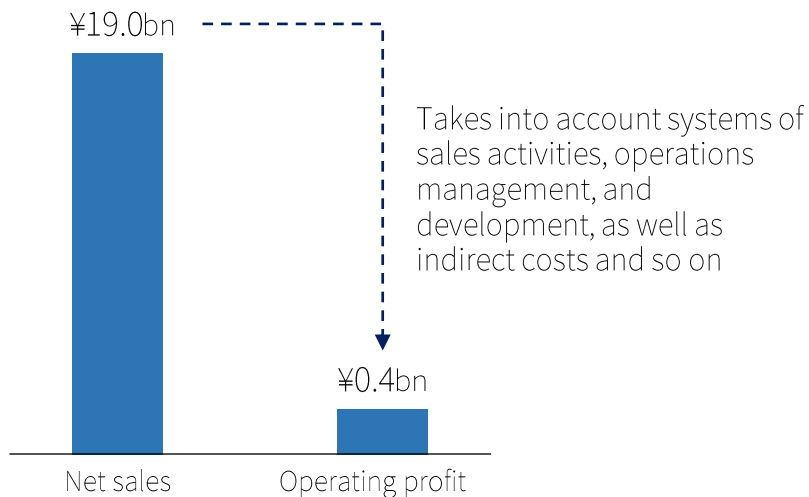 ¥19.0bn
Takes into account systems of
sales activities, operations
management, and
development, as well as
indirect costs and so on
¥0.4bn
Net sales
Operating profit